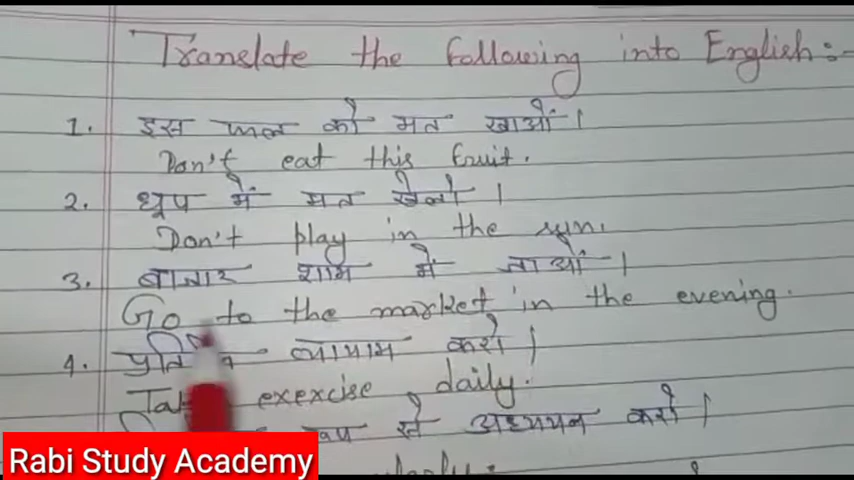 Translate the following into English:-
1. इस फल को मत खाओं।
Don't eat this fruit.
2. धूप में मत खेलो।
Don't play in the sun.
3. बाजार शाम में जाओं।
Go to the market in the evening.
4. व्यायाम करो।
exercise daily.
रूप से अध्ययन करो।
Rabi Study Academy